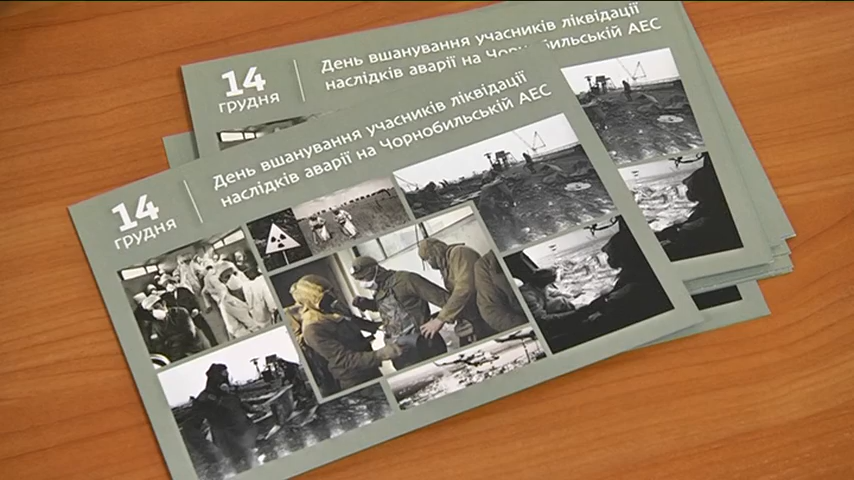 14
грудня
День вшанування учасників ліквідації
наслідків аварії на Чорнобильській АЕС
14
грудня
День вшанування учасників ліквідації
наслідків аварії на Чорнобильській АЕС